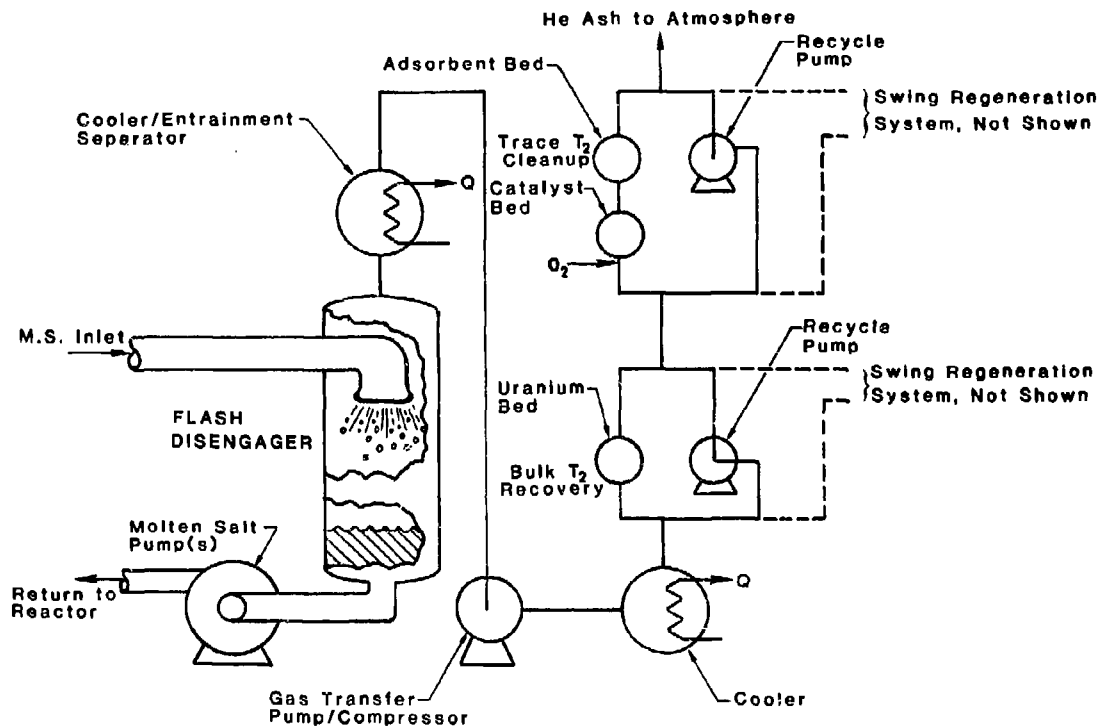 He Ash to Atmosphere
Recycle
Pump
Adsorbent Bed
Swing Regeneration
System, Not Shown
Cooler/Entrainment
Separator
Trace T2
Cleanup
Q
Catalyst
Bed
O2
M.S. Inlet
Recycle
Pump
Swing Regeneration
System, Not Shown
Uranium
Bed
FLASH
DISENGAGER
Bulk T2
Recovery
Molten Salt
Pump(s)
Return to
Reactor
Q
Gas Transfer
Pump/Compressor
Cooler